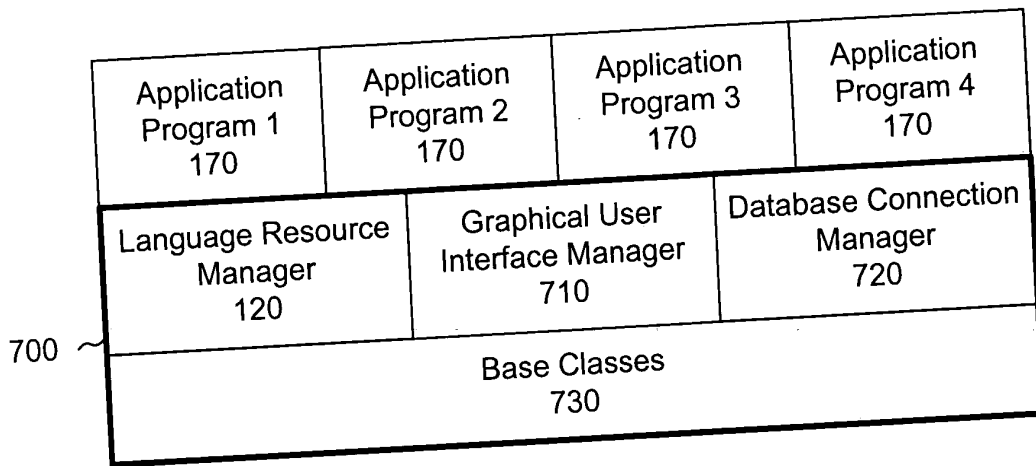 Application
Program 1
170
Application
Program 2
170
Application
Program 3
170
Application
Program 4
170
Language Resource
Manager
120
Graphical User
Interface Manager
710
Database Connection
Manager
720
700
Base Classes
730